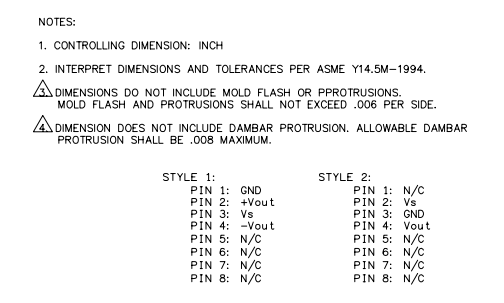 NOTES:
1. CONTROLLING DIMENSION: INCH
2. INTERPRET DIMENSIONS AND TOLERANCES PER ASME Y14.5M-1994.
3. DIMENSIONS DO NOT INCLUDE MOLD FLASH OR PPROTRUSIONS.
MOLD FLASH AND PROTRUSIONS SHALL NOT EXCEED .006 PER SIDE.
4. DIMENSION DOES NOT INCLUDE DAMBAR PROTRUSION. ALLOWABLE DAMBAR
PROTRUSION SHALL BE .008 MAXIMUM.
STYLE 1:
PIN 1: GND
PIN 2: +Vout
PIN 3: Vs
PIN 4: -Vout
PIN 5: N/C
PIN 6: N/C
PIN 7: N/C
PIN 8: N/C
STYLE 2:
PIN 1: N/C
PIN 2: Vs
PIN 3: GND
PIN 4: Vout
PIN 5: N/C
PIN 6: N/C
PIN 7: N/C
PIN 8: N/C